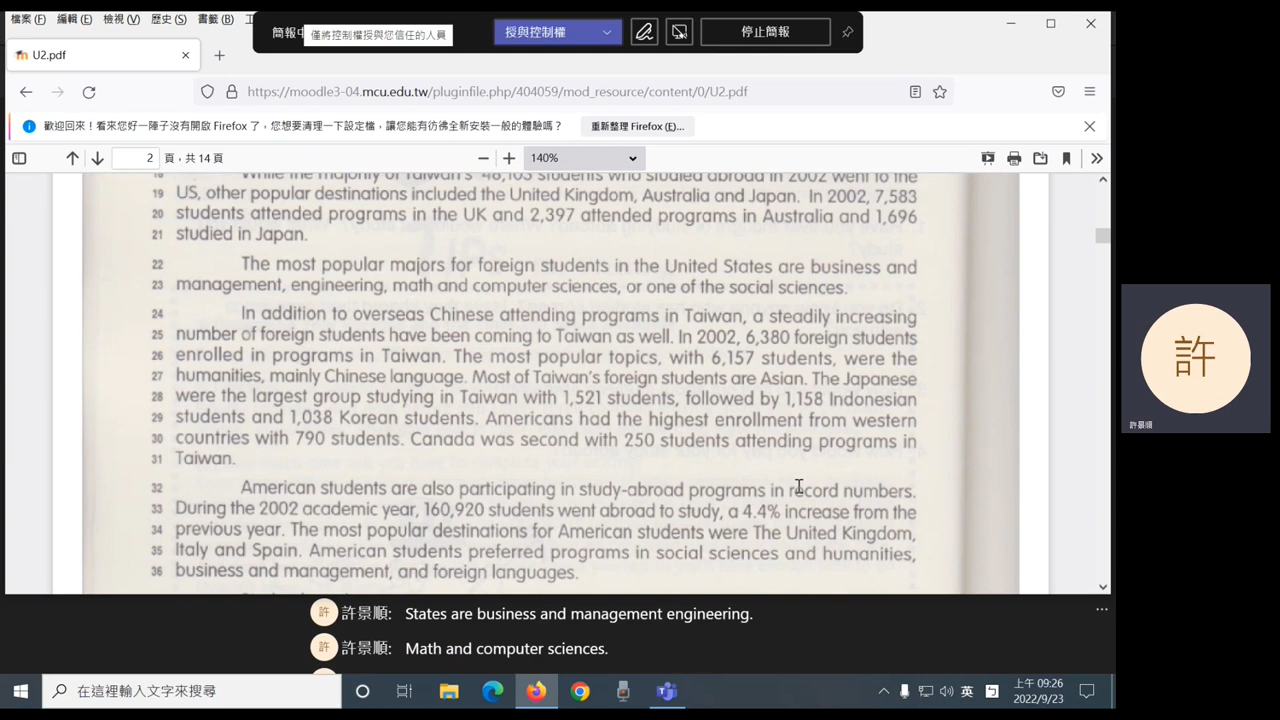 檔案 (F) 編輯 (E) 檢視 (V) 歷史 (S) 書籤 (B)
簡報中
僅將控制權授與您信任的人員
授與控制權
停止簡報
U2.pdf
https://moodle3-04.mcu.edu.tw/pluginfile.php/404059/mod_resource/content/0/U2.pdf
歡迎回來！看來您好一陣子沒有開啟 Firefox 了，您想要清理一下設定檔，讓您能有彷彿全新安裝一般的體驗嗎？ 重新整理 Firefox (E)...
2 頁，共 14 頁 140%
18 While the majority of Taiwan's 48,103 students who studied abroad in 2002 went to the
19 US, other popular destinations included the United Kingdom, Australia and Japan. In 2002, 7,583
20 students attended programs in the UK and 2,397 attended programs in Australia and 1,696
21 studied in Japan.
22 The most popular majors for foreign students in the United States are business and
23 management, engineering, math and computer sciences, or one of the social sciences.
24 In addition to overseas Chinese attending programs in Taiwan, a steadily increasing
25 number of foreign students have been coming to Taiwan as well. In 2002, 6,380 foreign students
26 enrolled in programs in Taiwan. The most popular topics, with 6,157 students, were the
27 humanities, mainly Chinese language. Most of Taiwan's foreign students are Asian. The Japanese
28 were the largest group studying in Taiwan with 1,521 students, followed by 1,158 Indonesian
29 students and 1,038 Korean students. Americans had the highest enrollment from western
30 countries with 790 students. Canada was second with 250 students attending programs in
31 Taiwan.
32 American students are also participating in study-abroad programs in record numbers.
33 During the 2002 academic year, 160,920 students went abroad to study, a 4.4% increase from the
34 previous year. The most popular destinations for American students were The United Kingdom,
35 Italy and Spain. American students preferred programs in social sciences and humanities,
36 business and management, and foreign languages.
許
許景順
許 許景順: States are business and management engineering.
許 許景順: Math and computer sciences.
在這裡輸入文字來搜尋
英
上午 09:26
2022/9/23